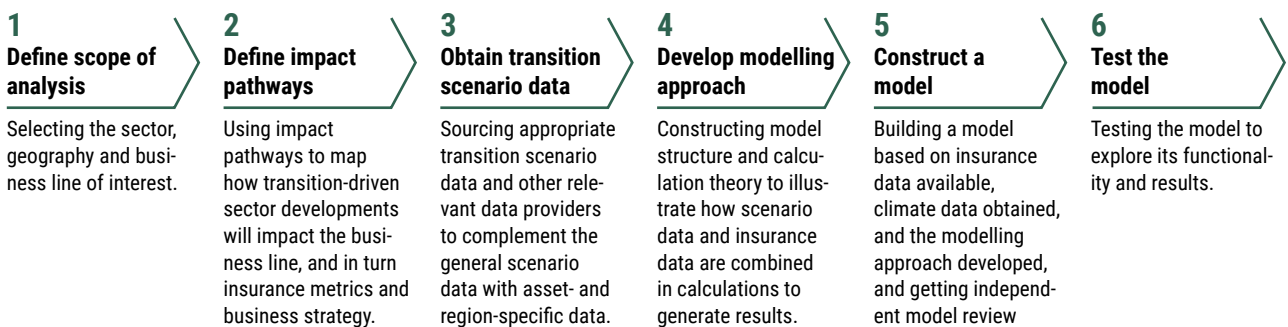 1
Define scope of
analysis
Selecting the sector,
geography and busi-
ness line of interest.
2
Define impact
pathways
Using impact
pathways to map
how transition-driven
sector developments
will impact the busi-
ness line, and in turn
insurance metrics and
business strategy.
3
Obtain transition
scenario data
Sourcing appropriate
transition scenario
data and other rele-
vant data providers
to complement the
general scenario
data with asset- and
region-specific data.
4
Develop modelling
approach
Constructing model
structure and calcu-
lation theory to illus-
trate how scenario
data and insurance
data are combined
in calculations to
generate results.
5
Construct a
model
Building a model
based on insurance
data available,
climate data obtained,
and the modelling
approach developed,
and getting independ-
ent model review
6
Test the
model
Testing the model to
explore its functional-
ity and results.